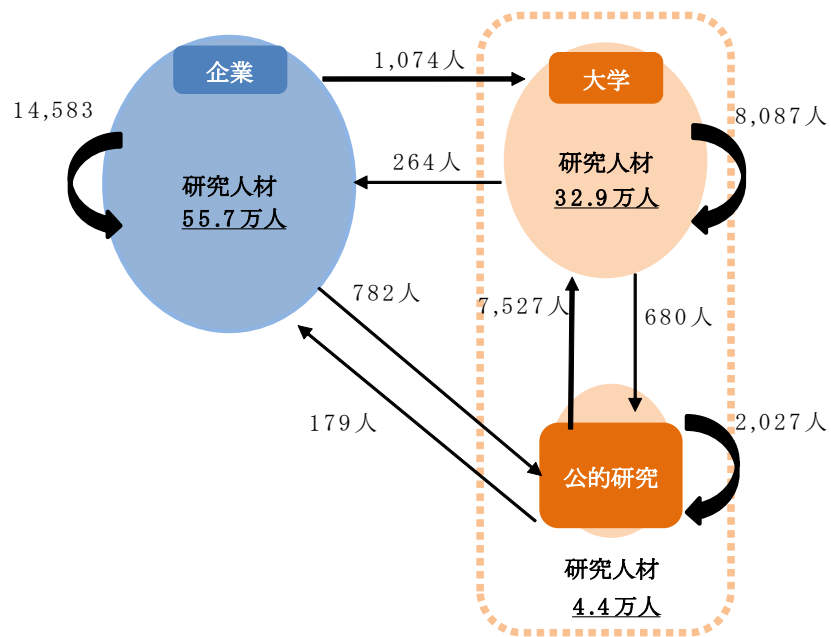 企業
1,074人
大学
14,583
8,087人
研究人材
55.7万人
264人
研究人材
32.9万人
782人
7,527人
680人
179人
2,027人
公的研究
研究人材
4.4万人